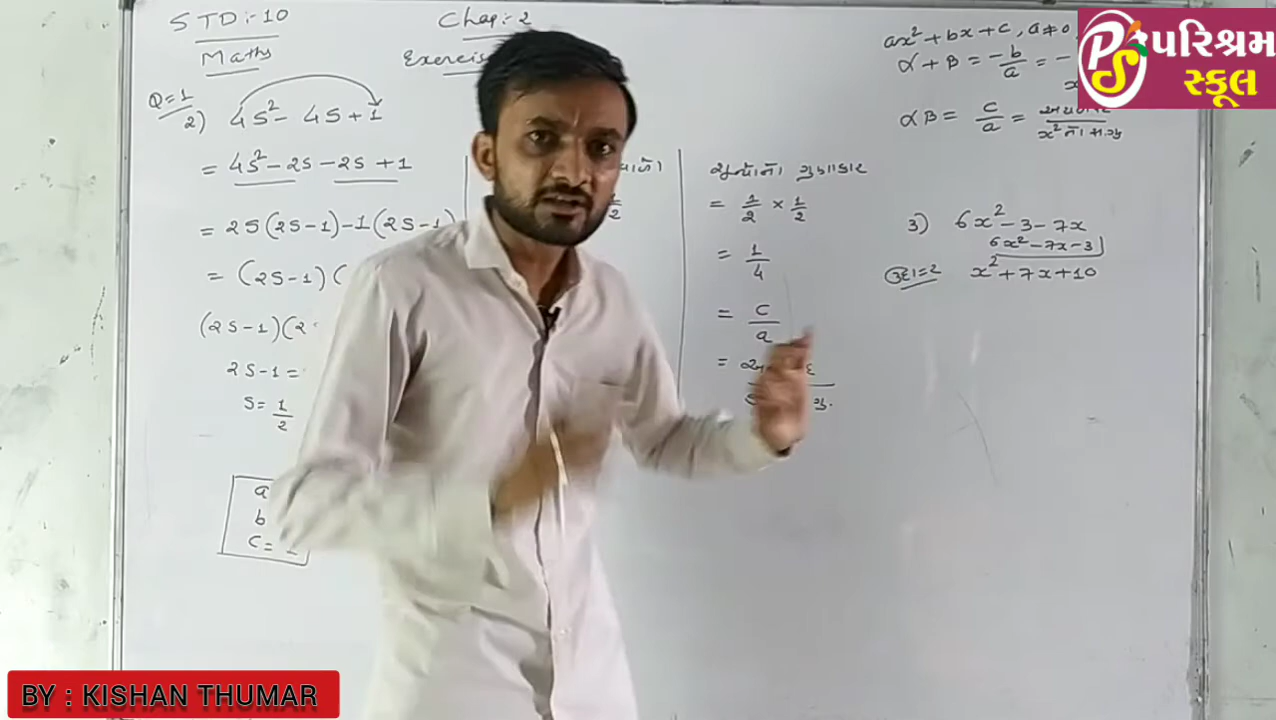 STD:-10
Maths
Chap:-2
Q=1
2) 4s² - 4s + 1
= 4s² - 2s - 2s + 1
= 2s(2s-1) - 1(2s-1)
= (2s-1)(
(2s-1)(2
2s-1 =
s = 1/2
a
b
c =
શૂન્યોનો ગુણાકાર
= 1/2 × 1/2
= 1/4
= c/a
ax² + bx + c, a ≠ 0
α + β = -b/a = -
αβ = c/a =
3) 6x² - 3 - 7x
6x² - 7x - 3
ઉદા=2 x² + 7x + 10
પરિશ્રમ
સ્કૂલ
PS
BY : KISHAN THUMAR